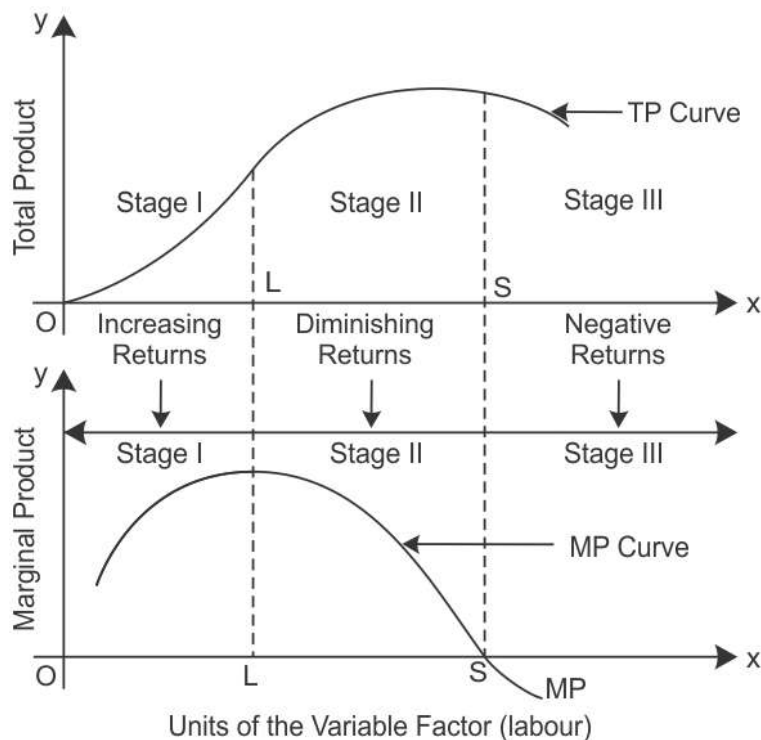 y
Total Product
TP Curve
Stage I
Stage II
Stage III
L
S
O
x
Increasing
Returns
Diminishing
Returns
Negative
Returns
y
Marginal Product
Stage I
Stage II
Stage III
MP Curve
O
L
S
x
MP
Units of the Variable Factor (labour)